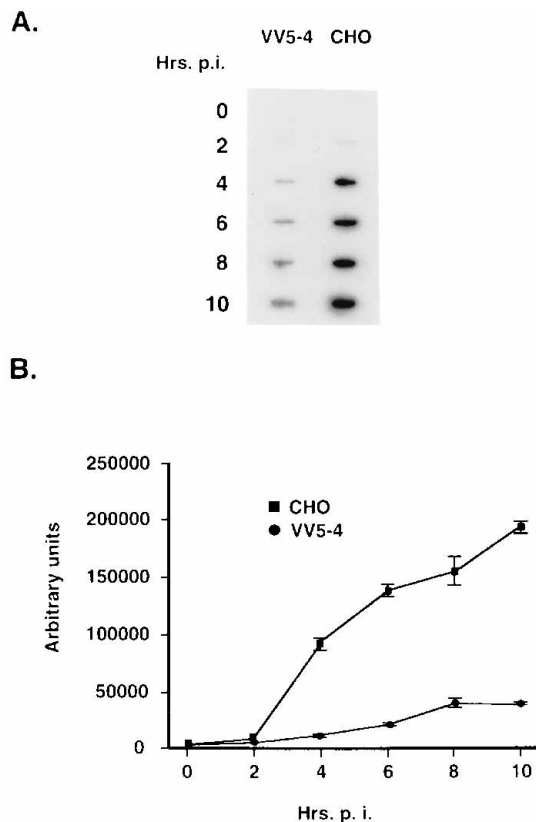 A.
VV5-4 CHO
Hrs. p.i.
0
2
4
6
8
10
B.
250000
200000
150000
100000
50000
0
Arbitrary units
CHO
VV5-4
0 2 4 6 8 10
Hrs. p. i.